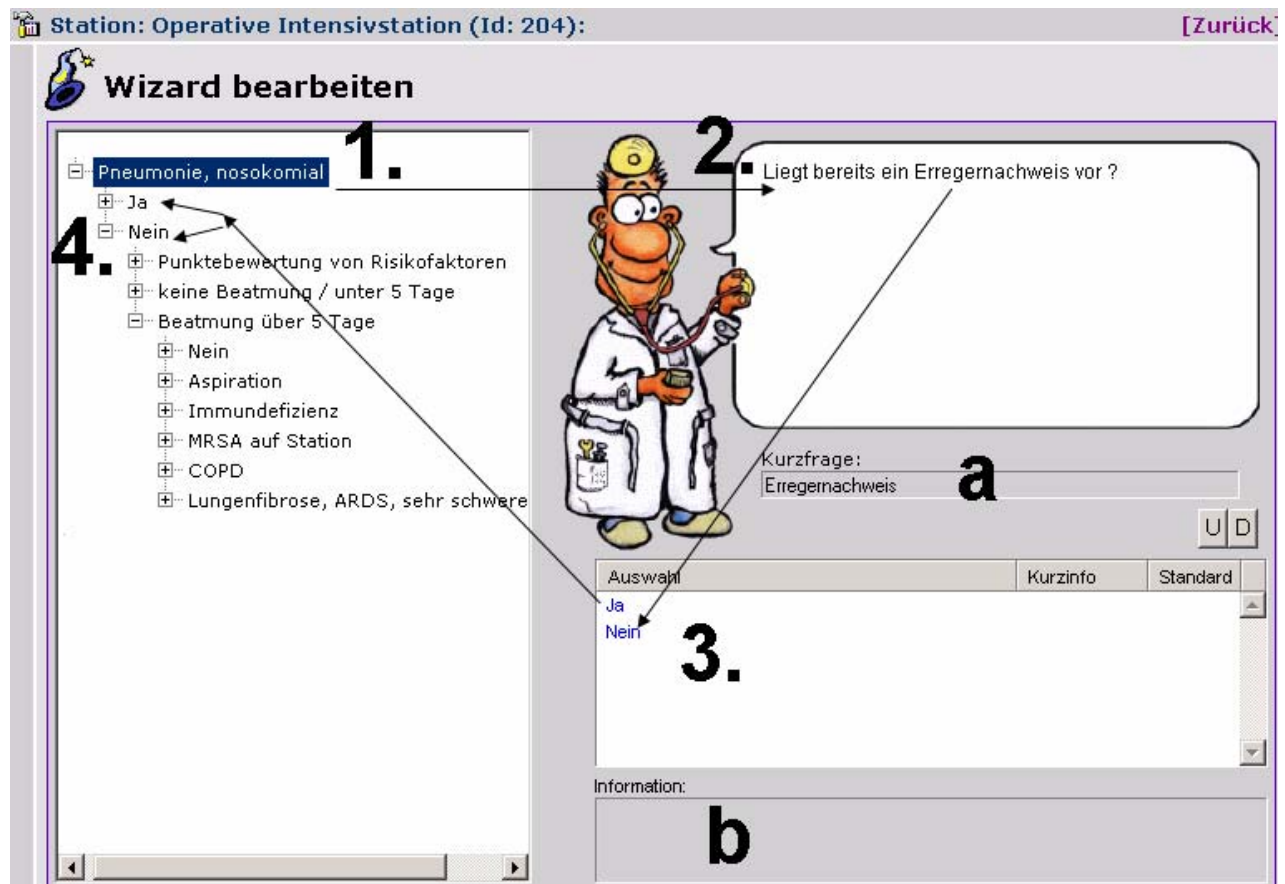 Station: Operative Intensivstation (Id: 204):
[Zurück]
Wizard bearbeiten
1.
Pneumonie, nosokomial
Ja
4.
Nein
Punktebewertung von Risikofaktoren
keine Beatmung / unter 5 Tage
Beatmung über 5 Tage
Nein
Aspiration
Immundefizienz
MRSA auf Station
COPD
Lungenfibrose, ARDS, sehr schwere
2.
Liegt bereits ein Erregernachweis vor ?
Kurzfrage:
a
Erregernachweis
U D
Auswahl Kurzinfo Standard
Ja
Nein
3.
Information:
b